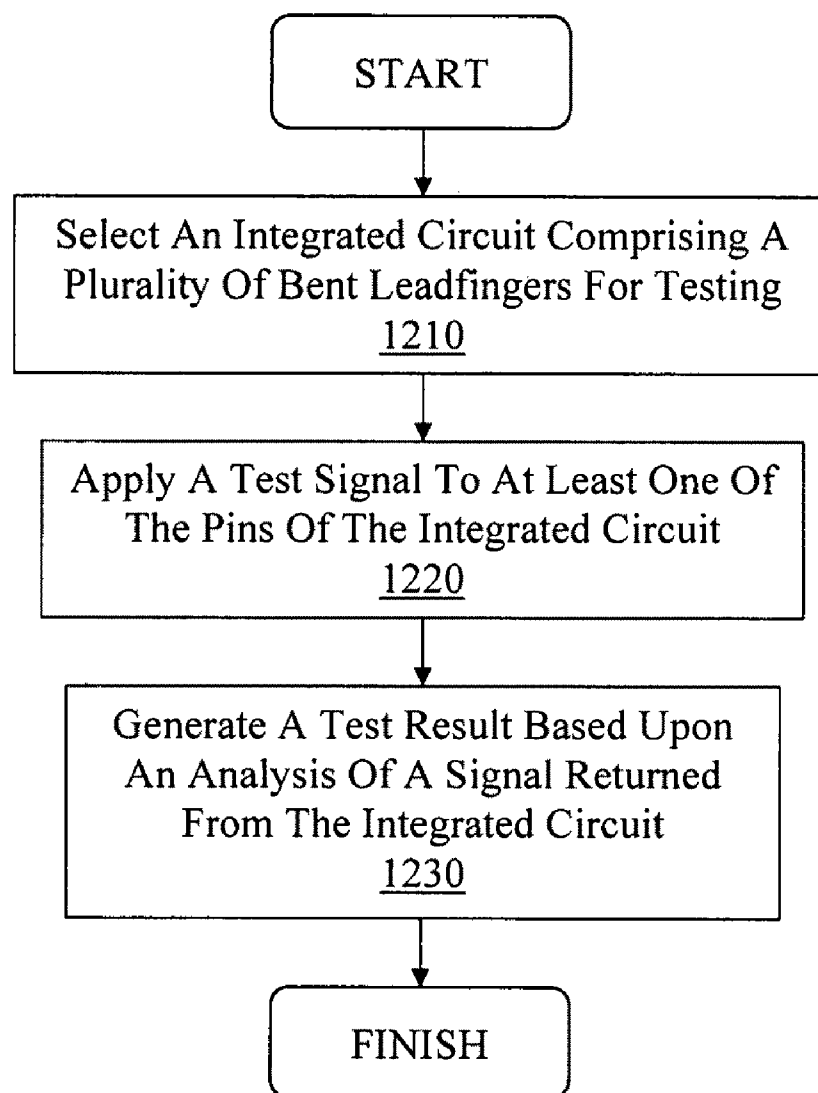 START
Select An Integrated Circuit Comprising A
Plurality Of Bent Leadfingers For Testing
1210
Apply A Test Signal To At Least One Of
The Pins Of The Integrated Circuit
1220
Generate A Test Result Based Upon
An Analysis Of A Signal Returned
From The Integrated Circuit
1230
FINISH